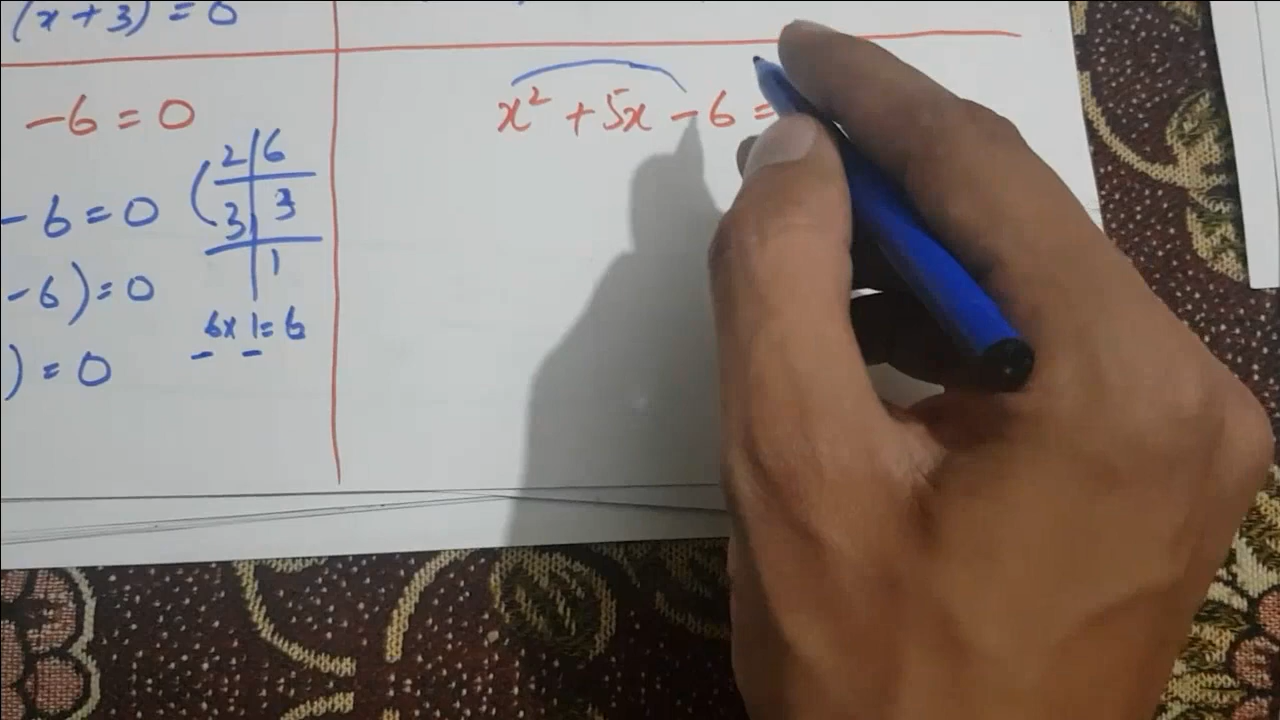 (x + 3) = 0
- 6 = 0
x² + 5x - 6 =
2 | 6
- 6 = 0
3 | 3
- 6) = 0
1
6 x 1 = 6
) = 0